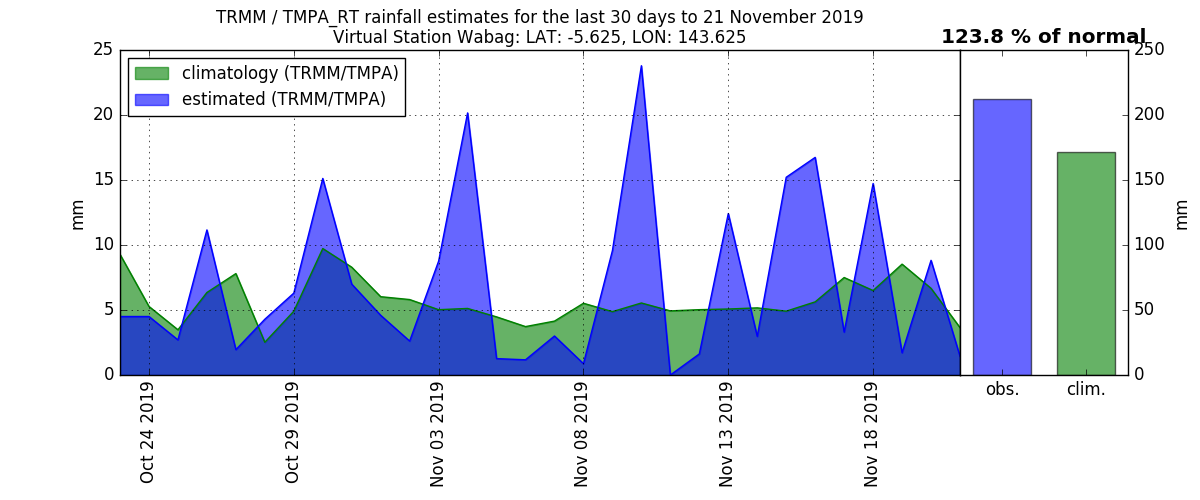 TRMM / TMPA_RT rainfall estimates for the last 30 days to 21 November 2019
Virtual Station Wabag: LAT: -5.625, LON: 143.625
123.8 % of normal
climatology (TRMM/TMPA)
estimated (TRMM/TMPA)
25
20
15
10
5
0
mm
Oct 24 2019
Oct 29 2019
Nov 03 2019
Nov 08 2019
Nov 13 2019
Nov 18 2019
obs.
clim.
250
200
150
100
50
0
mm